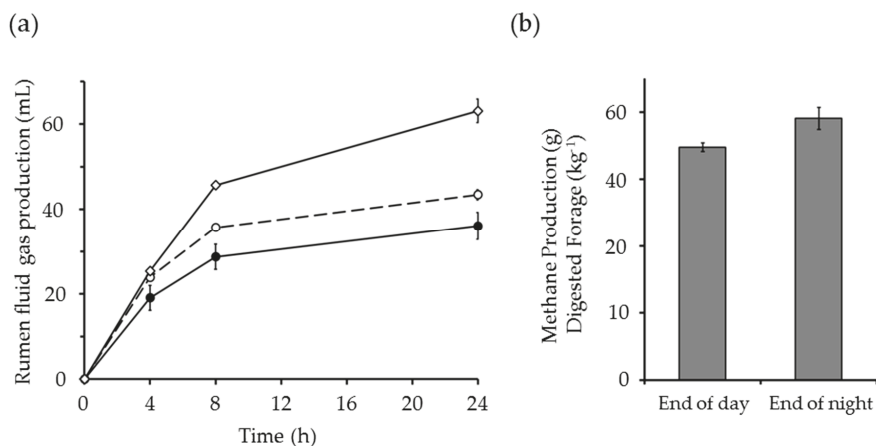 (a)
(b)
Rumen fluid gas production (mL)
60
40
20
0
0
4
8
12
16
20
24
Time (h)
Methane Production (g)
Digested Forage (kg⁻¹)
60
40
20
10
0
End of day
End of night